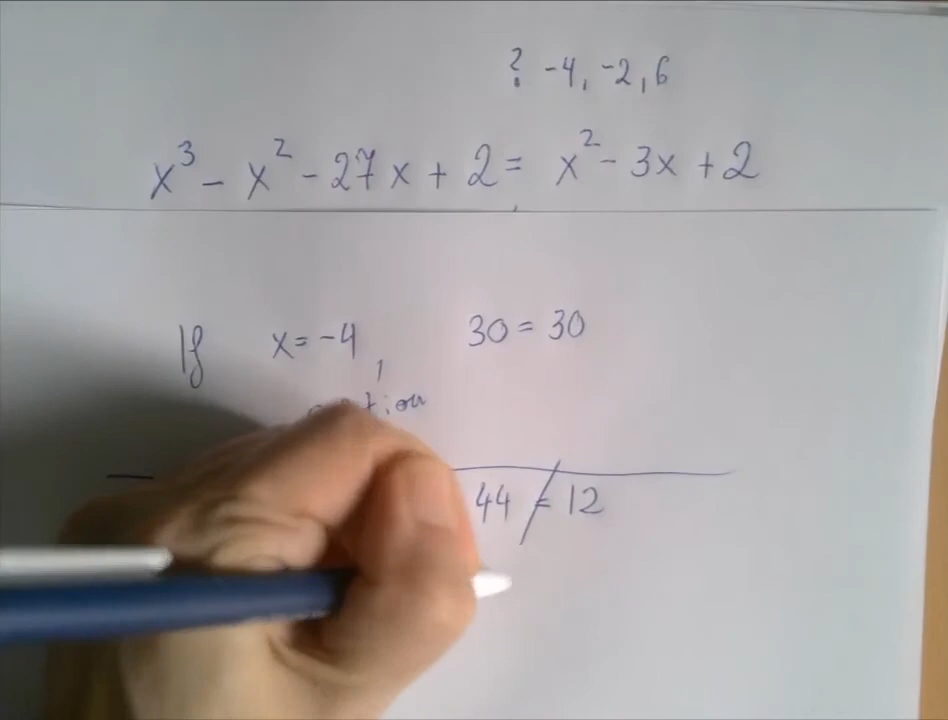 ? -4, -2, 6
x³ - x² - 27x + 2 = x² - 3x + 2
If x = -4, 30 = 30
44 ≠ 12